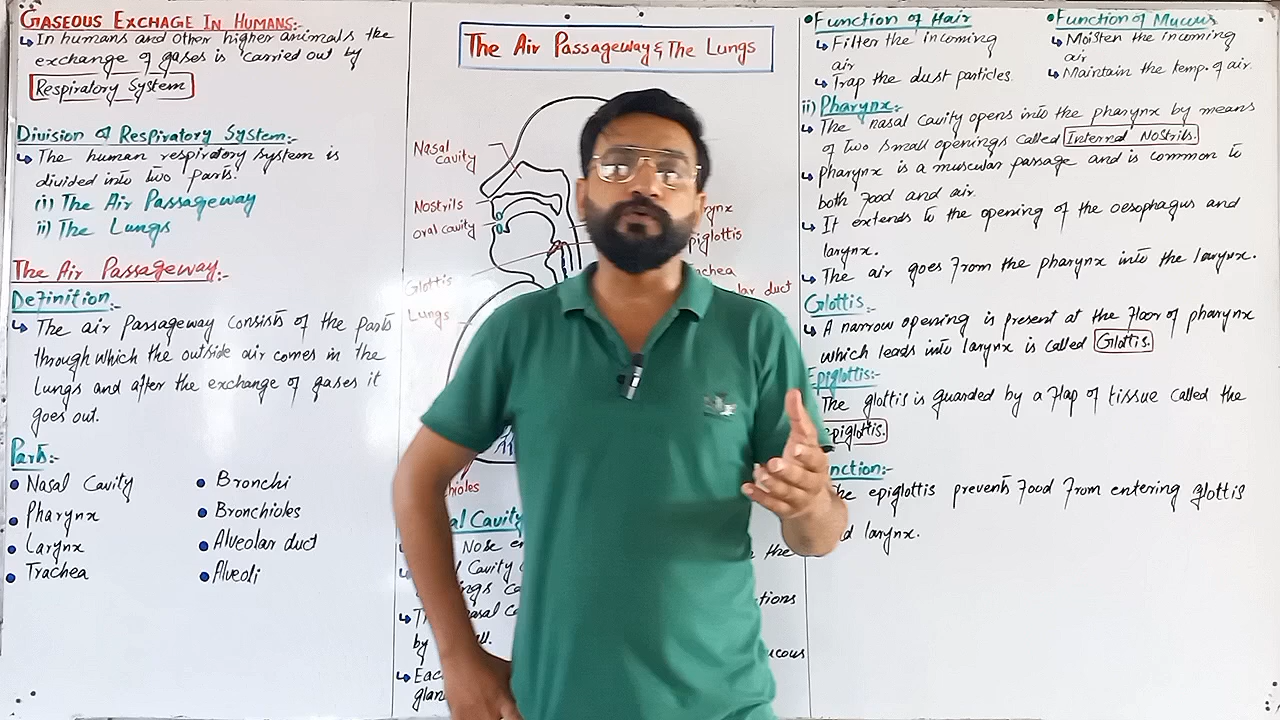 GASEOUS EXCHAGE IN HUMANS:-
↳ In humans and other higher animals the
exchange of gases is carried out by
Respiratory System
Division of Respiratory System:-
↳ The human respiratory system is
divided into two parts:
(i) The Air Passageway
ii) The Lungs
The Air Passageway:-
Definition:-
↳ The air passageway consists of the parts
through which the outside air comes in the
Lungs and after the exchange of gases it
goes out.
Parts:-
• Nasal Cavity
• Pharynx
• Larynx
• Trachea
• Bronchi
• Bronchioles
• Alveolar duct
• Alveoli
The Air Passageway & The Lungs
Nasal
cavity
Nostrils
oral cavity
Glottis
Lungs
↳ Nose
Cavity
the
by
↳ Each
• Function of Hair
↳ Filter the incoming
air
↳ Trap the dust particles.
• Function of Mucus
↳ Moisten the incoming
air
↳ Maintain the temp. of air.
ii) Pharynx:-
↳ The nasal cavity opens into the pharynx by means
of two small openings called Internal Nostrils.
↳ Pharynx is a muscular passage and is common to
both food and air.
↳ It extends to the opening of the oesophagus and
larynx.
↳ The air goes from the pharynx into the larynx.
Glottis:-
↳ A narrow opening is present at the floor of pharynx
which leads into larynx is called Glottis.
Epiglottis:-
The glottis is guarded by a flap of tissue called the
epiglottis.
epiglottis prevents food from entering glottis
larynx.